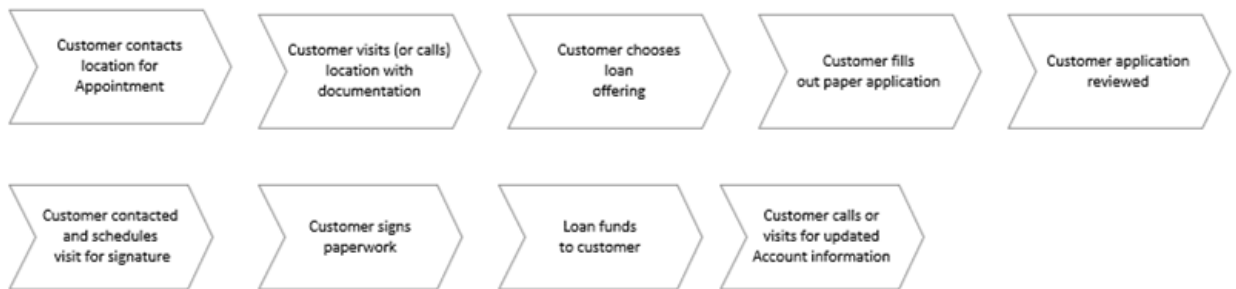 Customer contacts
location for
Appointment
Customer visits (or calls)
location with
documentation
Customer chooses
loan
offering
Customer fills
out paper application
Customer application
reviewed
Customer contacted
and schedules
visit for signature
Customer signs
paperwork
Loan funds
to customer
Customer calls or
visits for updated
Account information